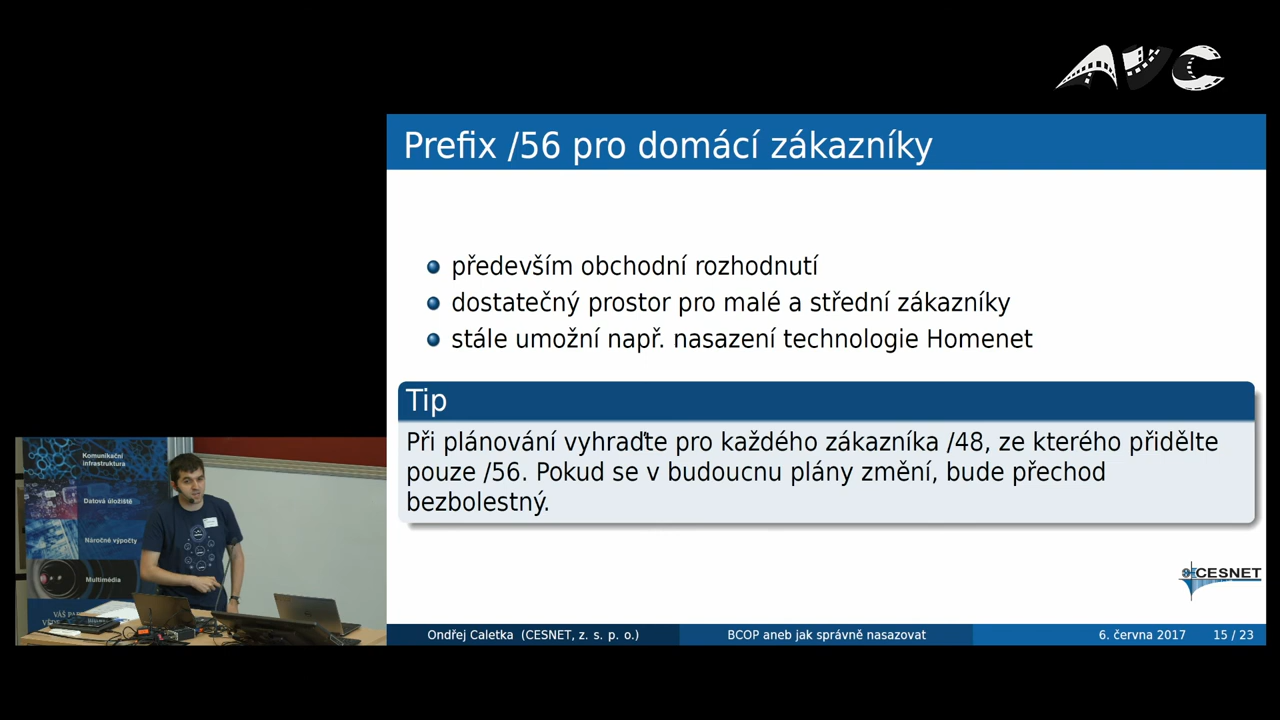 AVC
Prefix /56 pro domácí zákazníky
především obchodní rozhodnutí
dostatečný prostor pro malé a střední zákazníky
stále umožní např. nasazení technologie Homenet
Tip
Při plánování vyhraďte pro každého zákazníka /48, ze kterého přidělte
pouze /56. Pokud se v budoucnu plány změní, bude přechod
bezbolestný.
CESNET
Ondřej Caletka (CESNET, z. s. p. o.) BCOP aneb jak správně nasazovat 6. června 2017 15 / 23
Komunikační
infrastruktura
Datová úložiště
Náročné výpočty
Multimédia